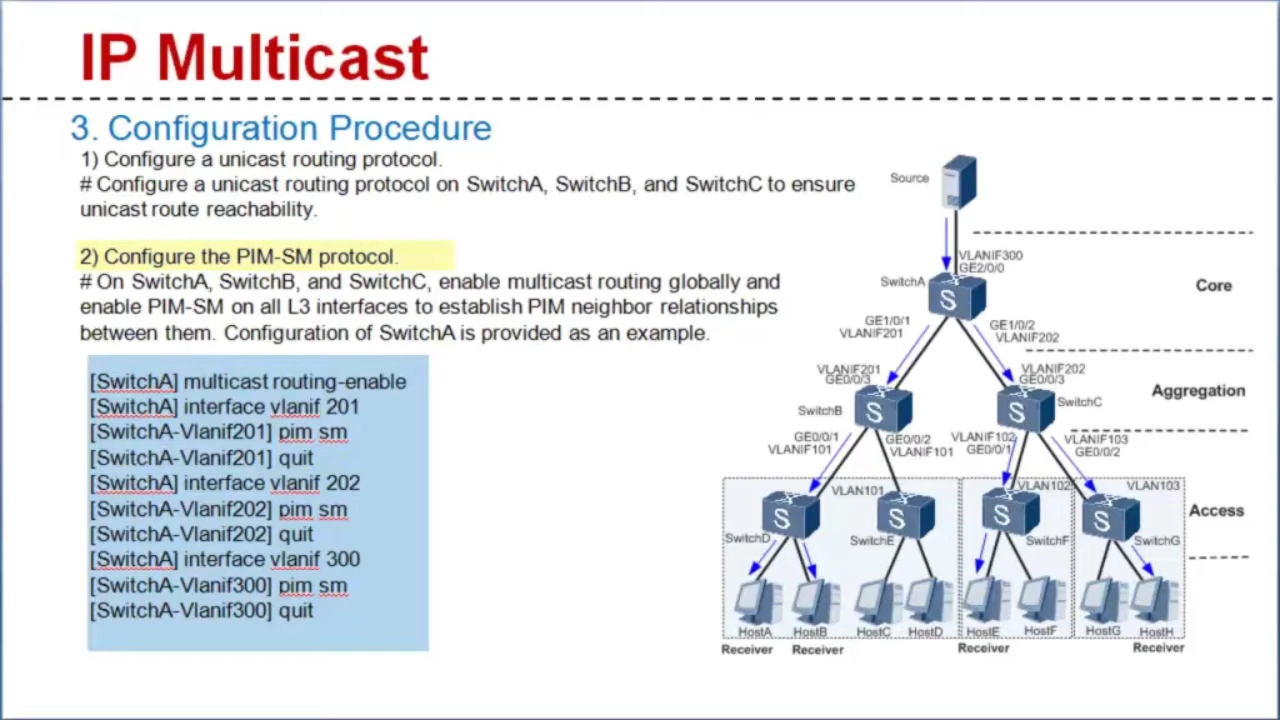 IP Multicast
3. Configuration Procedure
1) Configure a unicast routing protocol.
# Configure a unicast routing protocol on SwitchA, SwitchB, and SwitchC to ensure
unicast route reachability.
2) Configure the PIM-SM protocol.
# On SwitchA, SwitchB, and SwitchC, enable multicast routing globally and
enable PIM-SM on all L3 interfaces to establish PIM neighbor relationships
between them. Configuration of SwitchA is provided as an example.
[SwitchA] multicast routing-enable
[SwitchA] interface vlanif 201
[SwitchA-Vlanif201] pim sm
[SwitchA-Vlanif201] quit
[SwitchA] interface vlanif 202
[SwitchA-Vlanif202] pim sm
[SwitchA-Vlanif202] quit
[SwitchA] interface vlanif 300
[SwitchA-Vlanif300] pim sm
[SwitchA-Vlanif300] quit
Source
VLANIF300
GE2/0/0
SwitchA
S
Core
GE1/0/1
VLANIF201
GE1/0/2
VLANIF202
VLANIF201
GE0/0/3
VLANIF202
GE0/0/3
Aggregation
SwitchB
S
S
SwitchC
GE0/0/1
VLANIF101
GE0/0/2
VLANIF101
VLANIF102
GE0/0/1
VLANIF103
GE0/0/2
VLAN101
VLAN102
VLAN103
Access
S
S
S
S
SwitchD
SwitchE
SwitchF
SwitchG
HostA
HostB
HostC
HostD
HostE
HostF
HostG
HostH
Receiver
Receiver
Receiver
Receiver